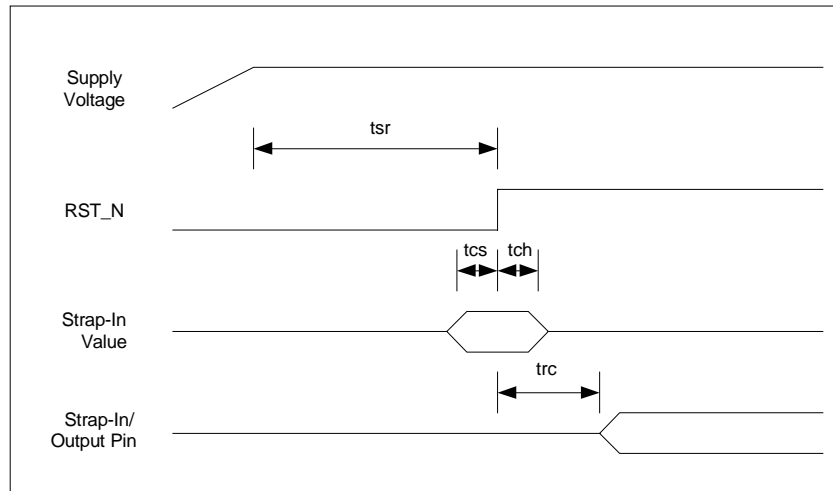 Supply
Voltage
tsr
RST_N
tcs
tch
Strap-In
Value
trc
Strap-In/
Output Pin